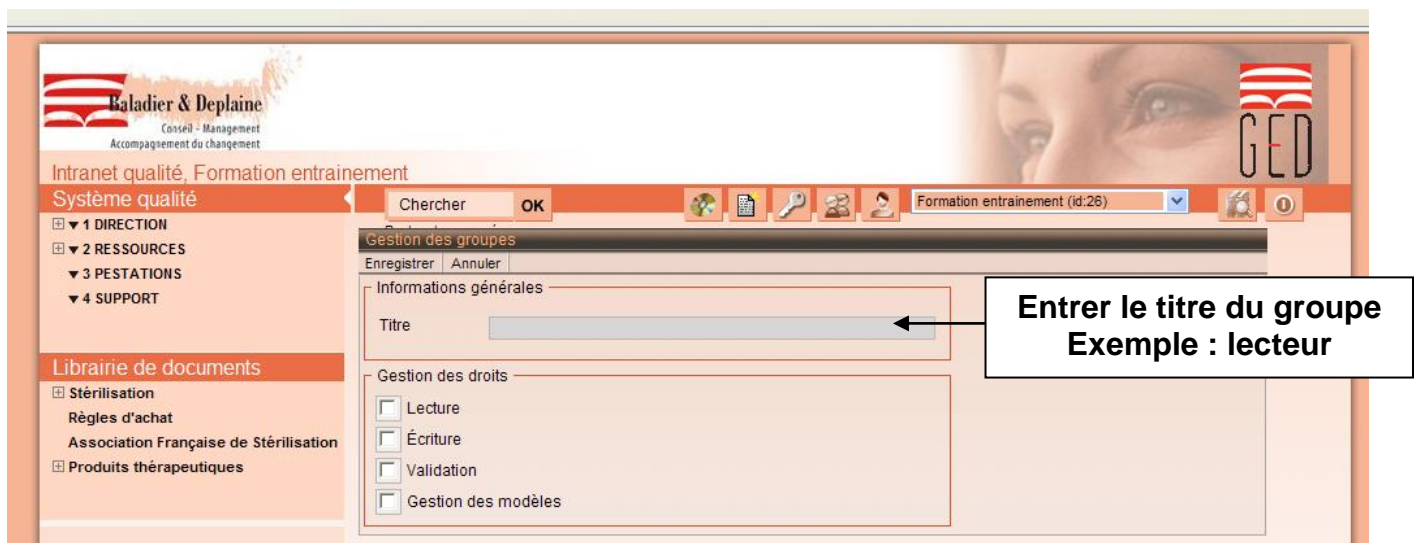 Baladier & Deplaine
Conseil - Management
Accompagnement du changement
GED
Intranet qualité, Formation entrainement
Système qualité
Chercher OK
Formation entrainement (id:26)
1 DIRECTION
2 RESSOURCES
3 PESTATIONS
4 SUPPORT
Gestion des groupes
Enregistrer Annuler
Informations générales
Titre
Entrer le titre du groupe
Exemple : lecteur
Librairie de documents
Stérilisation
Règles d'achat
Association Française de Stérilisation
Produits thérapeutiques
Gestion des droits
Lecture
Écriture
Validation
Gestion des modèles